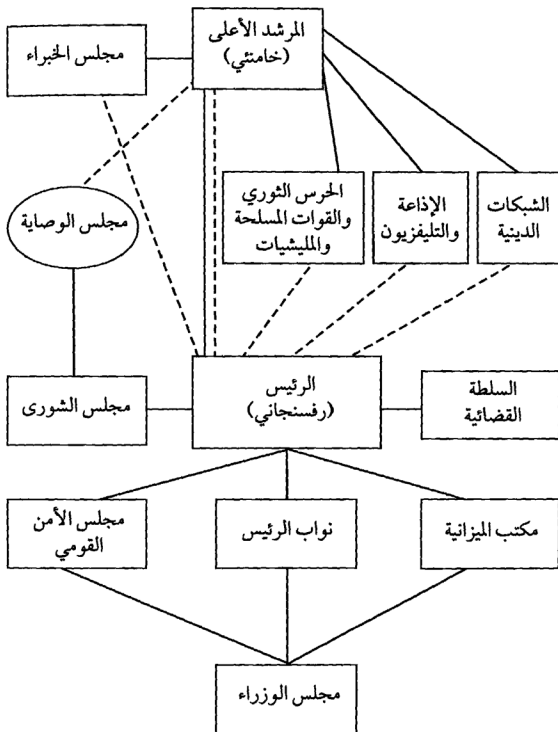 المرشد الأعلى
(خامنئي)
مجلس الخبراء
الشبكات
الدينية
الإذاعة
والتليفزيون
الحرس الثوري
والقوات المسلحة
والمليشيات
مجلس الوصاية
السلطة
القضائية
الرئيس
(رفسنجاني)
مجلس الشورى
مكتب الميزانية
نواب الرئيس
مجلس الأمن
القومي
مجلس الوزراء